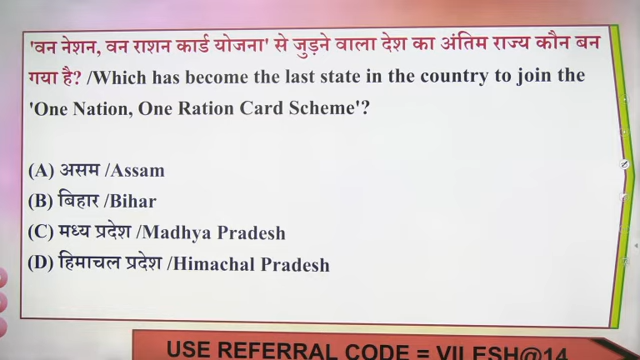 'वन नेशन, वन राशन कार्ड योजना' से जुड़ने वाला देश का अंतिम राज्य कौन बन
गया है? /Which has become the last state in the country to join the
'One Nation, One Ration Card Scheme'?
(A) असम /Assam
(B) बिहार /Bihar
(C) मध्य प्रदेश /Madhya Pradesh
(D) हिमाचल प्रदेश /Himachal Pradesh
USE REFERRAL CODE = VILESH@14